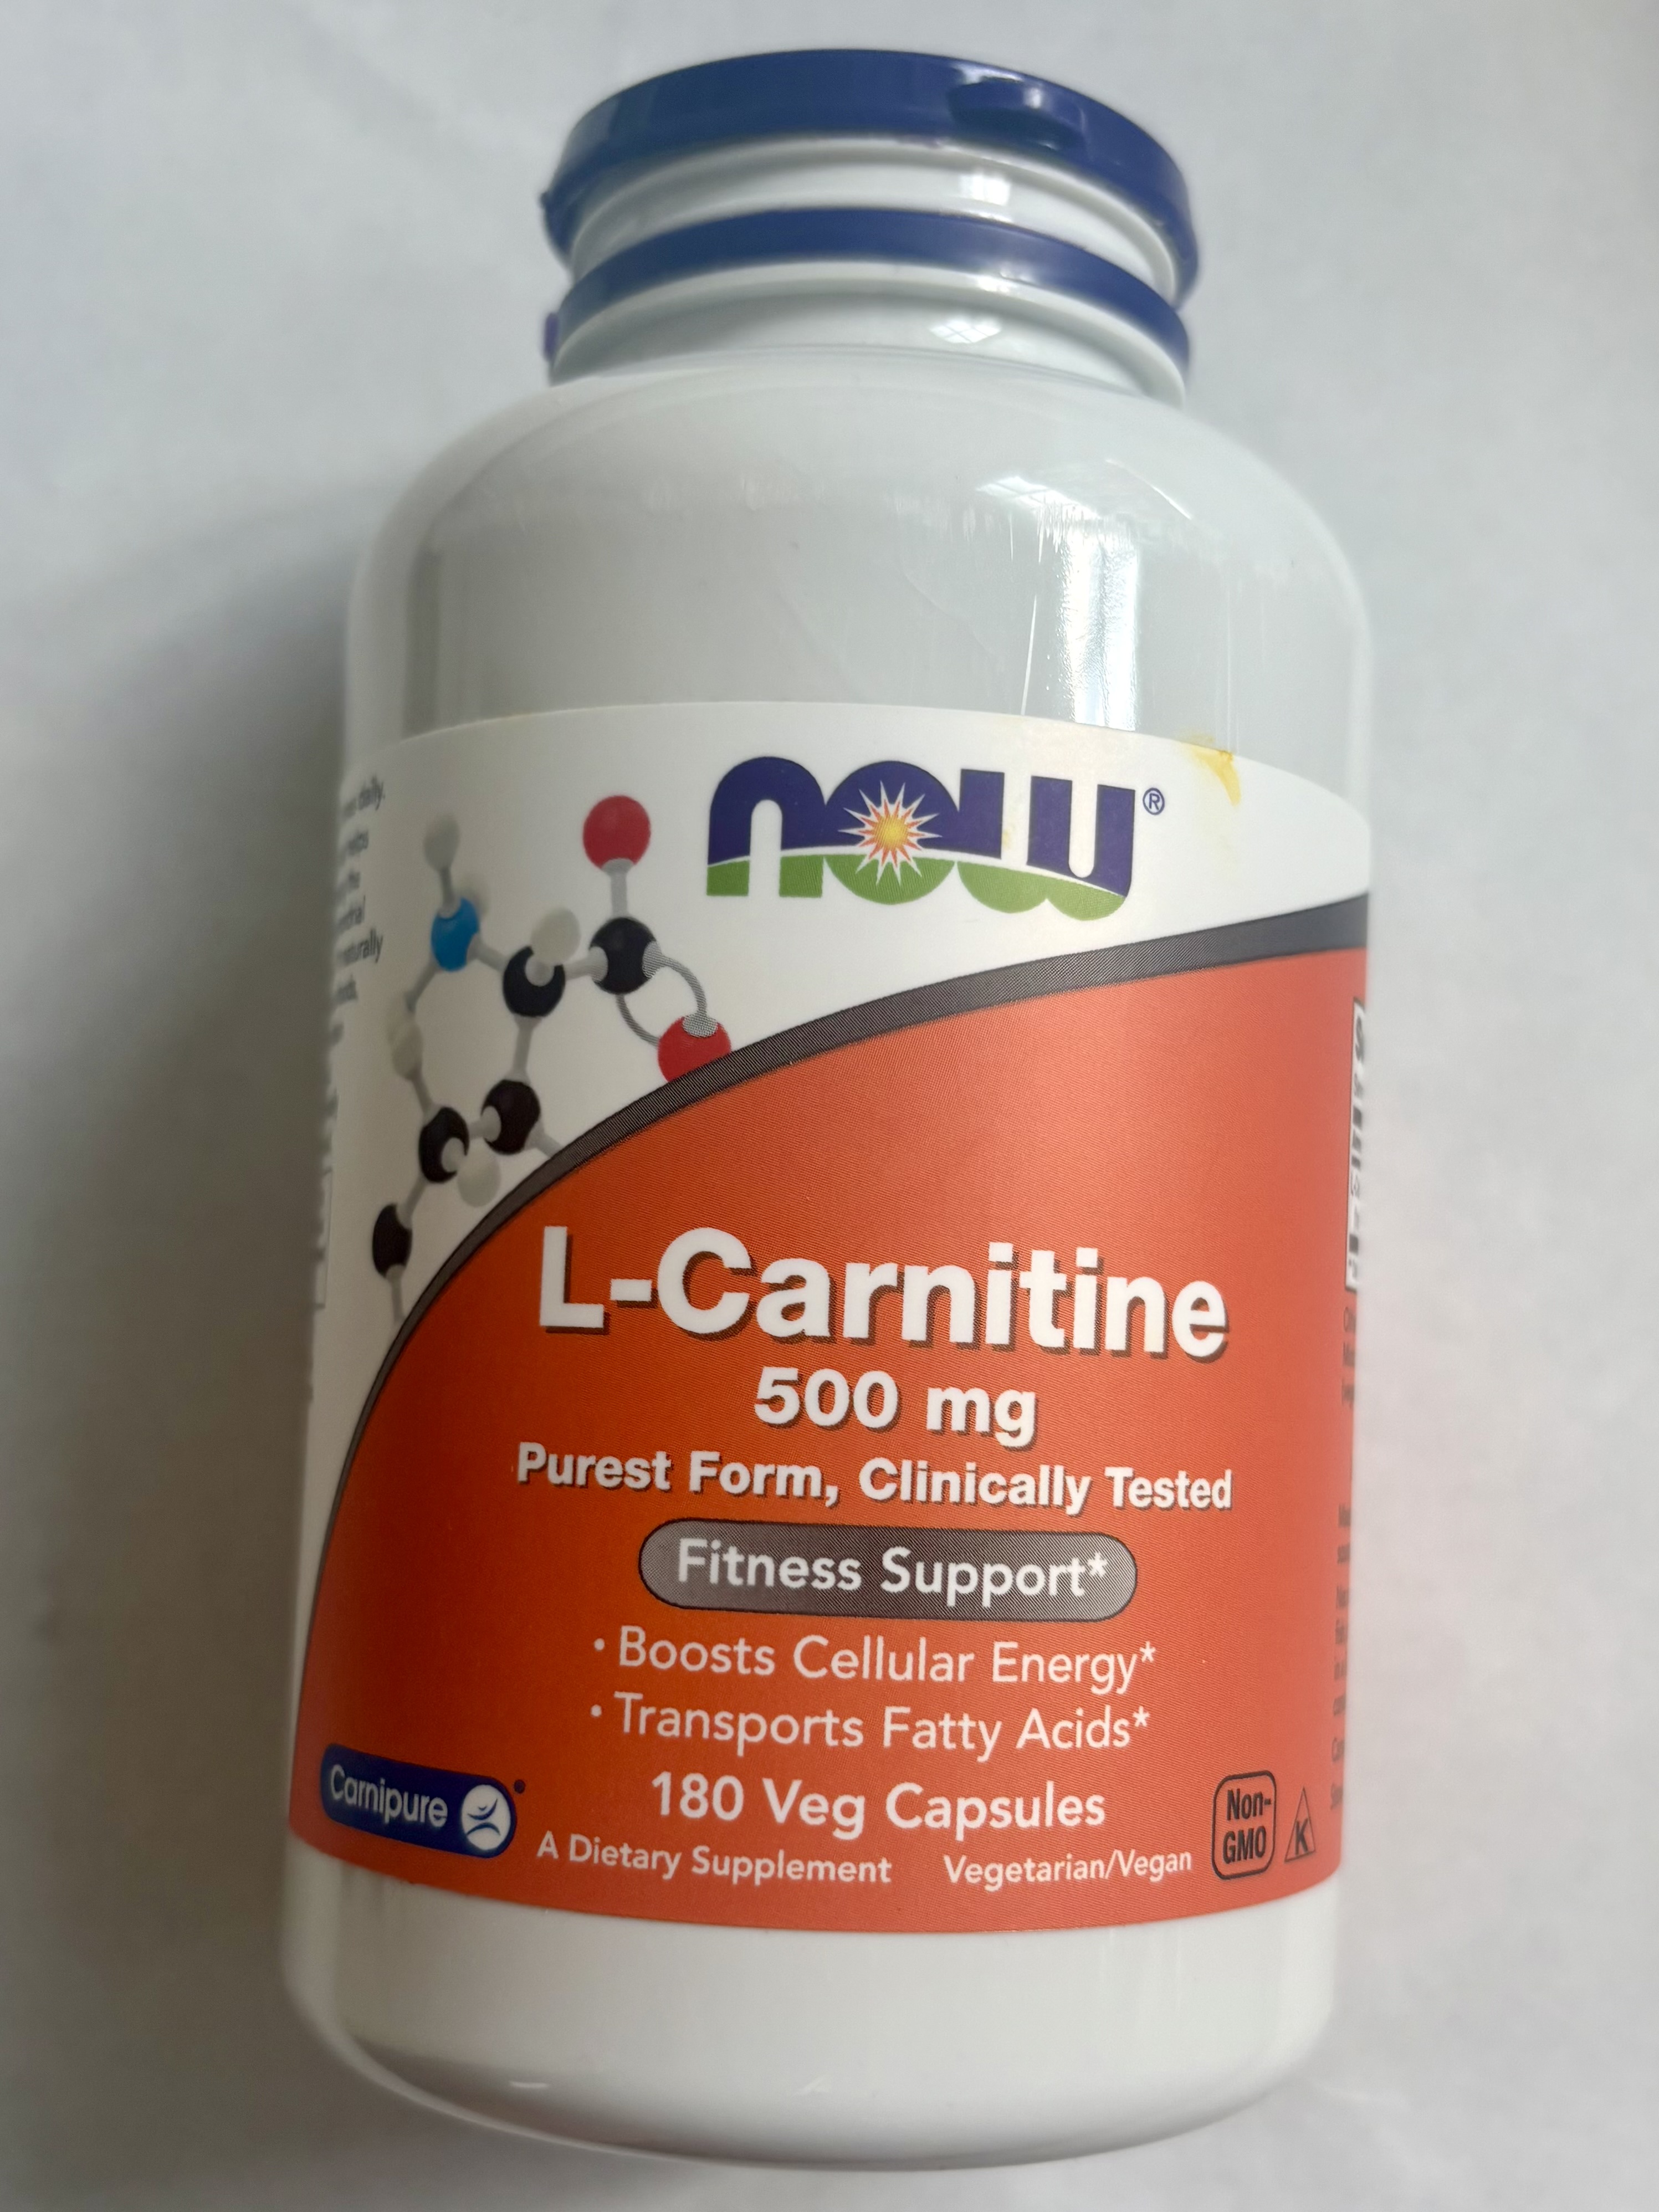 now®
L-Carnitine
500 mg
Purest Form, Clinically Tested
Fitness Support*
• Boosts Cellular Energy*
• Transports Fatty Acids*
180 Veg Capsules
Carnipure
A Dietary Supplement Vegetarian/Vegan
Non-
GMO
K
daily.